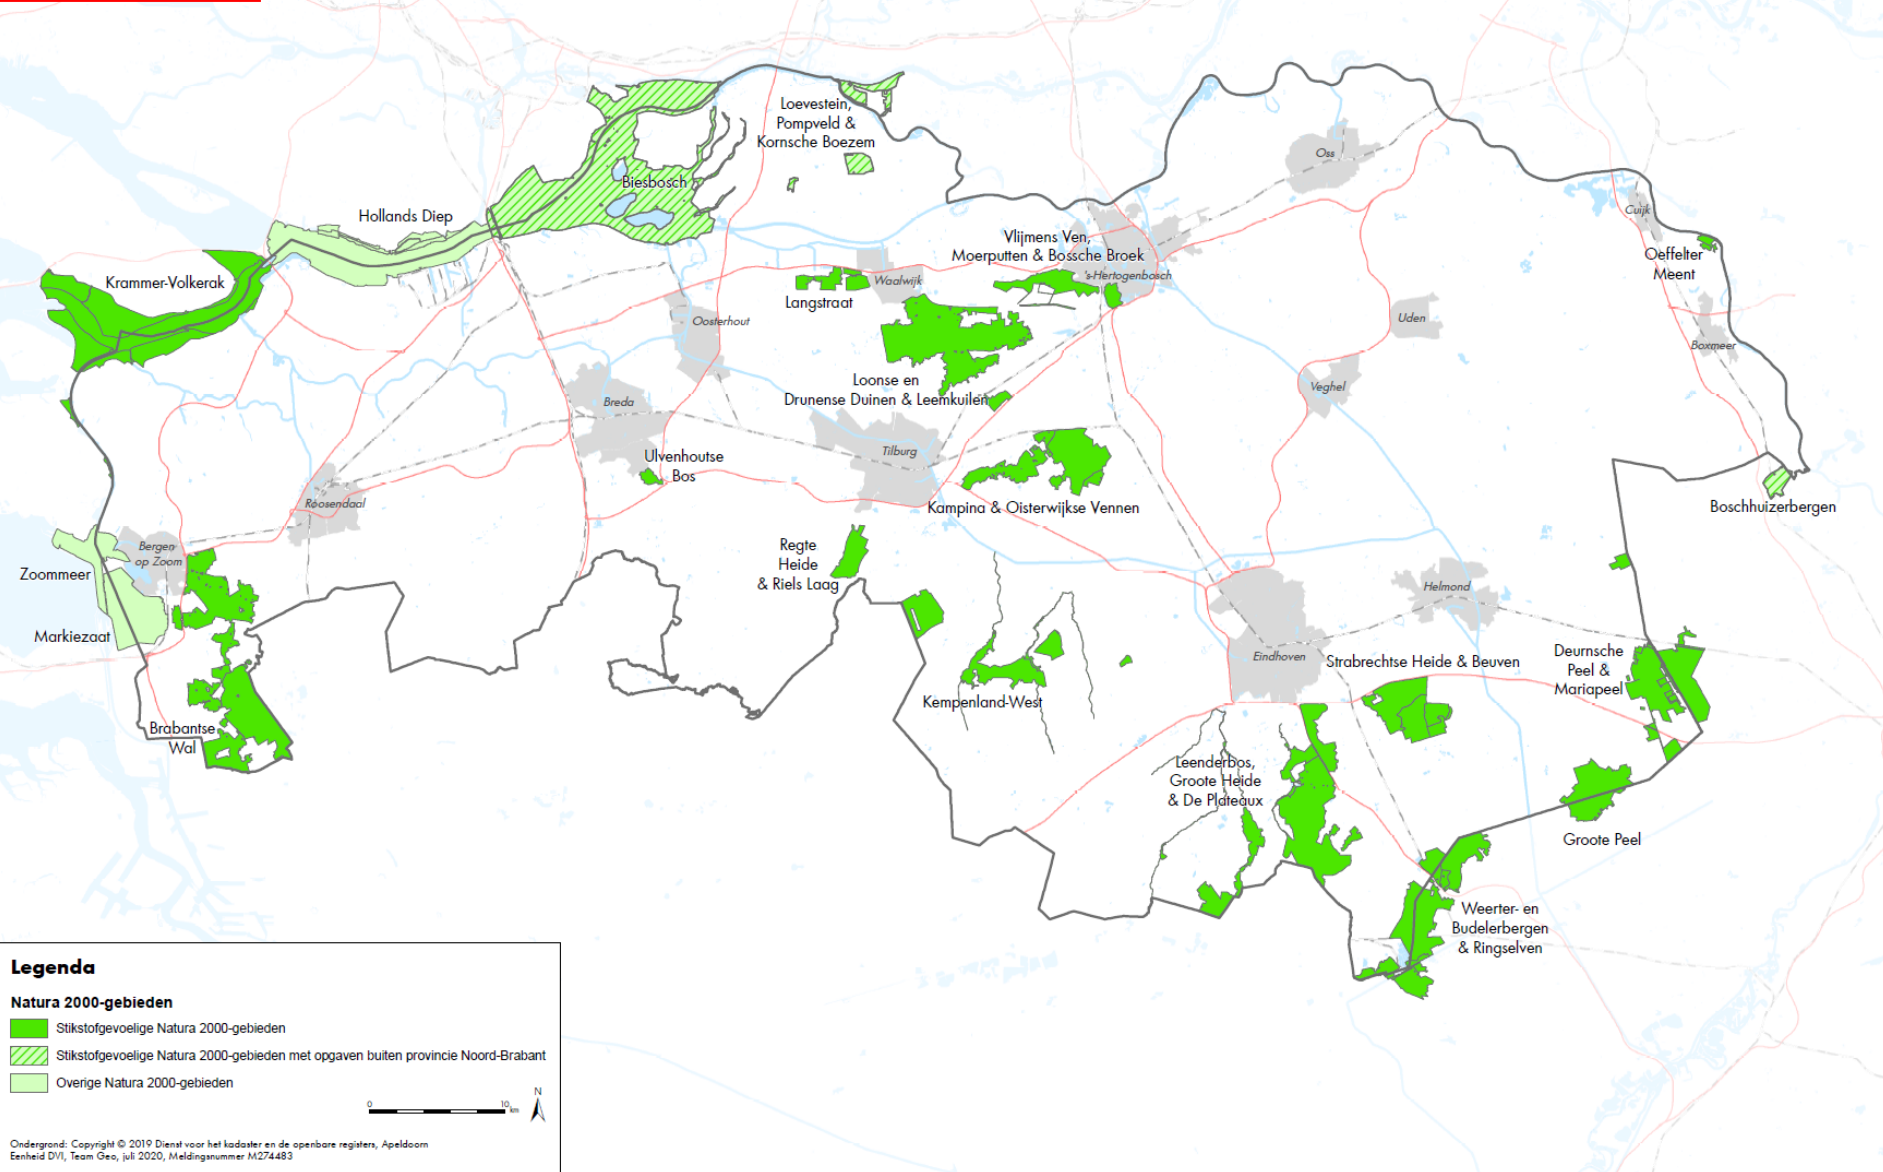 Loevestein,
Pompveld &
Kornsche Boezem
Oss
Biesbosch
Hollands Diep
Cuijk
Vlijmens Ven,
Moerputten & Bossche Broek
's-Hertogenbosch
Oeffelter
Meent
Krammer-Volkerak
Waalwijk
Langstraat
Oosterhout
Uden
Boxmeer
Loonse en
Drunense Duinen & Leemkuilen
Veghel
Breda
Tilburg
Ulvenhoutse
Bos
Roosendaal
Kampina & Oisterwijkse Vennen
Boschhuizerbergen
Bergen
op Zoom
Zoommeer
Regte
Heide
& Riels Laag
Helmond
Markiezaat
Eindhoven
Strabrechtse Heide & Beuven
Deurnsche
Peel &
Mariapeel
Kempenland-West
Brabantse
Wal
Leenderbos,
Groote Heide
& De Plateaux
Groote Peel
Weerter- en
Budelerbergen
& Ringselven
Legenda
Natura 2000-gebieden
Stikstofgevoelige Natura 2000-gebieden
Stikstofgevoelige Natura 2000-gebieden met opgaven buiten provincie Noord-Brabant
Overige Natura 2000-gebieden
0 10 km
N
Ondergrond: Copyright © 2019 Dienst voor het kadaster en de openbare registers, Apeldoorn
Eenheid DVI, Team Geo, juli 2020, Meldingsnummer M274483